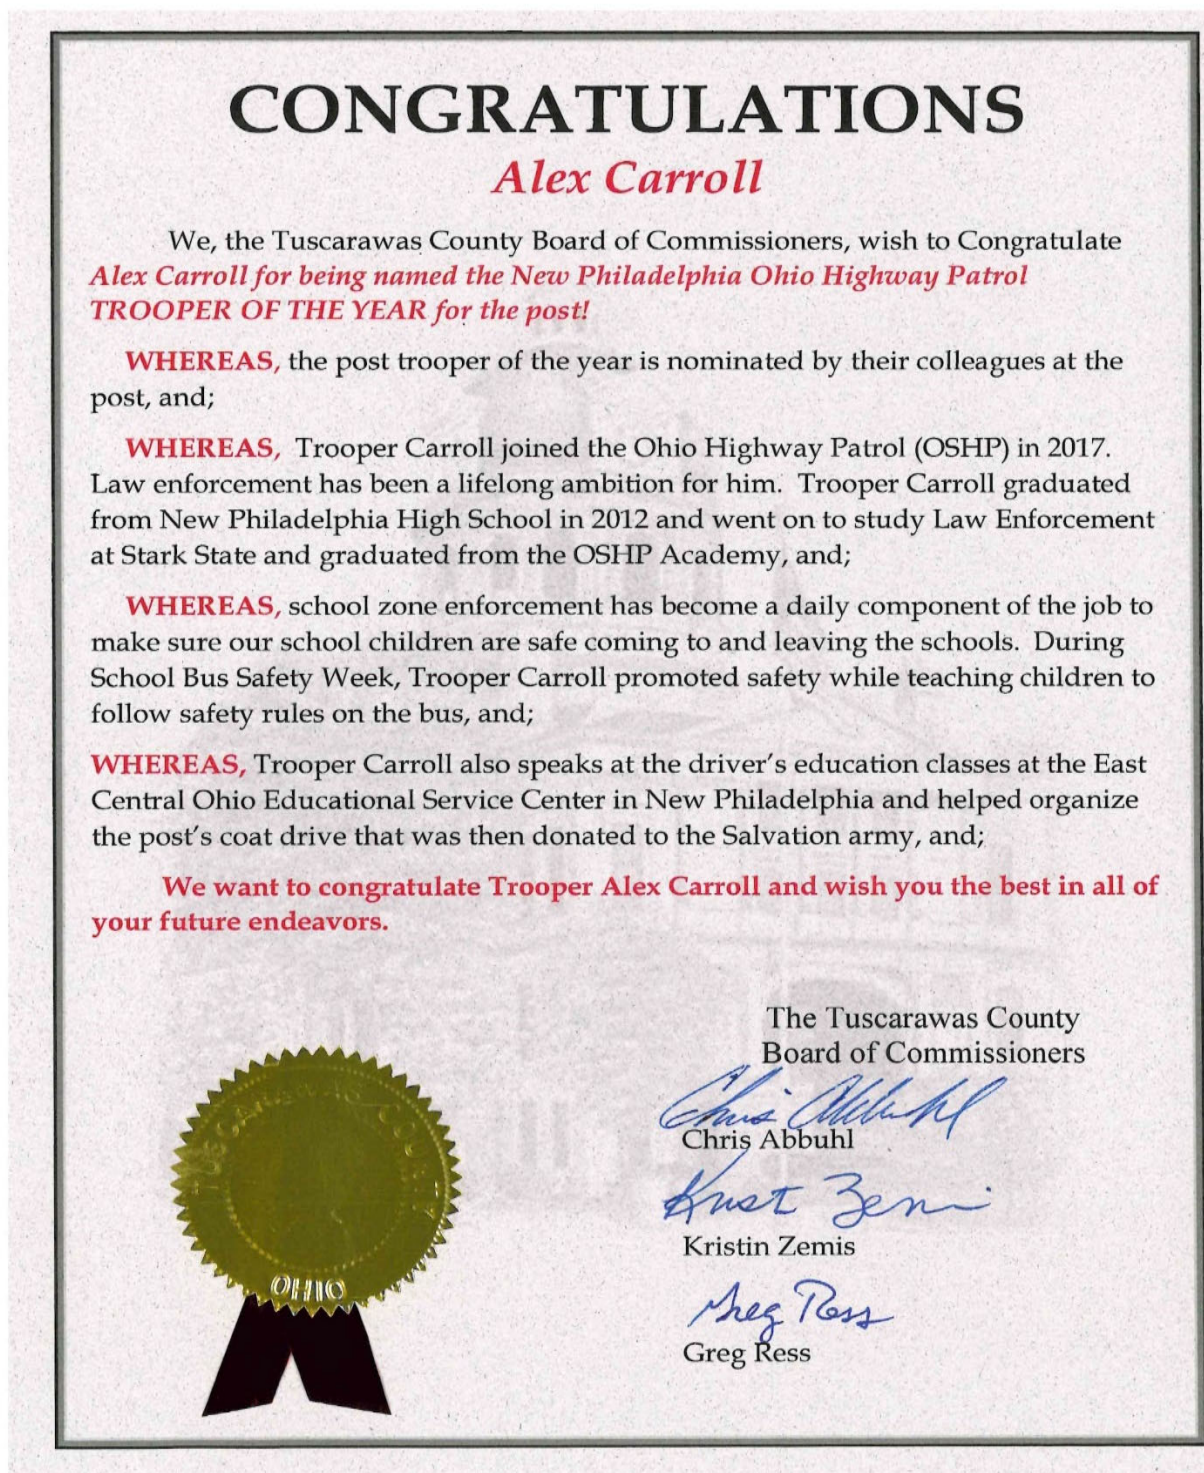 CONGRATULATIONS
Alex Carroll
We, the Tuscarawas County Board of Commissioners, wish to Congratulate
Alex Carroll for being named the New Philadelphia Ohio Highway Patrol
TROOPER OF THE YEAR for the post!
WHEREAS, the post trooper of the year is nominated by their colleagues at the
post, and;
WHEREAS, Trooper Carroll joined the Ohio Highway Patrol (OSHP) in 2017.
Law enforcement has been a lifelong ambition for him. Trooper Carroll graduated
from New Philadelphia High School in 2012 and went on to study Law Enforcement
at Stark State and graduated from the OSHP Academy, and;
WHEREAS, school zone enforcement has become a daily component of the job to
make sure our school children are safe coming to and leaving the schools. During
School Bus Safety Week, Trooper Carroll promoted safety while teaching children to
follow safety rules on the bus, and;
WHEREAS, Trooper Carroll also speaks at the driver's education classes at the East
Central Ohio Educational Service Center in New Philadelphia and helped organize
the post's coat drive that was then donated to the Salvation army, and;
We want to congratulate Trooper Alex Carroll and wish you the best in all of
your future endeavors.
The Tuscarawas County
Board of Commissioners
Chris Abbuhl
Chris Abbuhl
Krist Zemi
Kristin Zemis
Greg Ress
Greg Ress
TUSCARAWAS COUNTY
OHIO